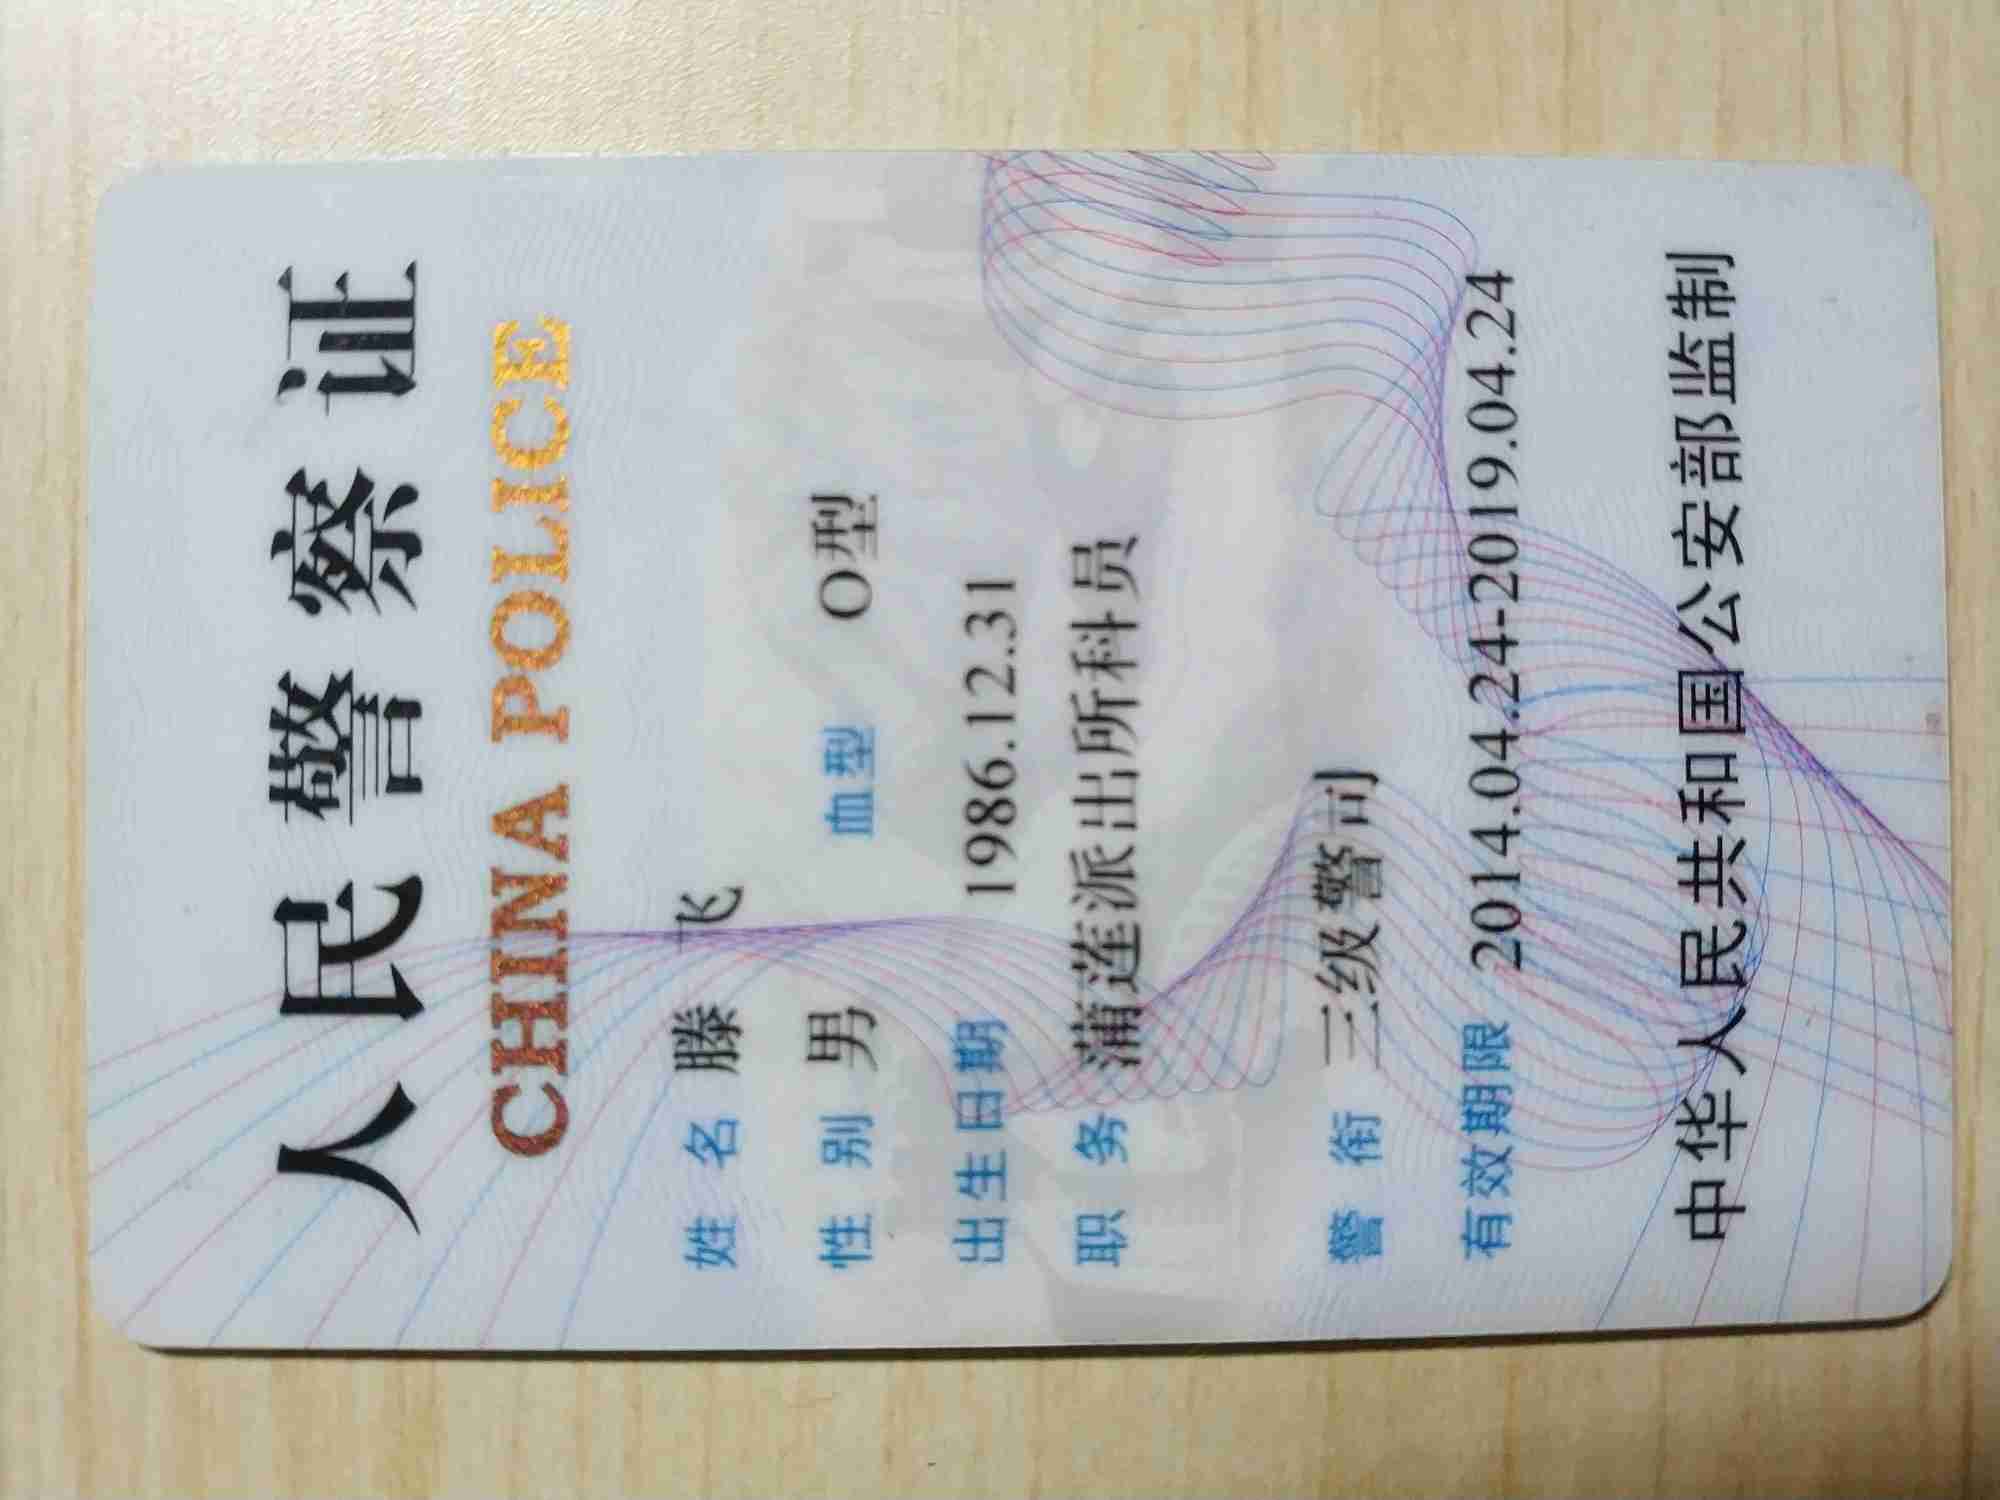 人民警察证
CHINA POLICE
姓 名 滕 飞
性 别 男 血型 O型
出生日期 1986.12.31
职 务 蒲莲派出所科员
警 衔 三级警司
有效期限 2014.04.24-2019.04.24
中华人民共和国公安部监制